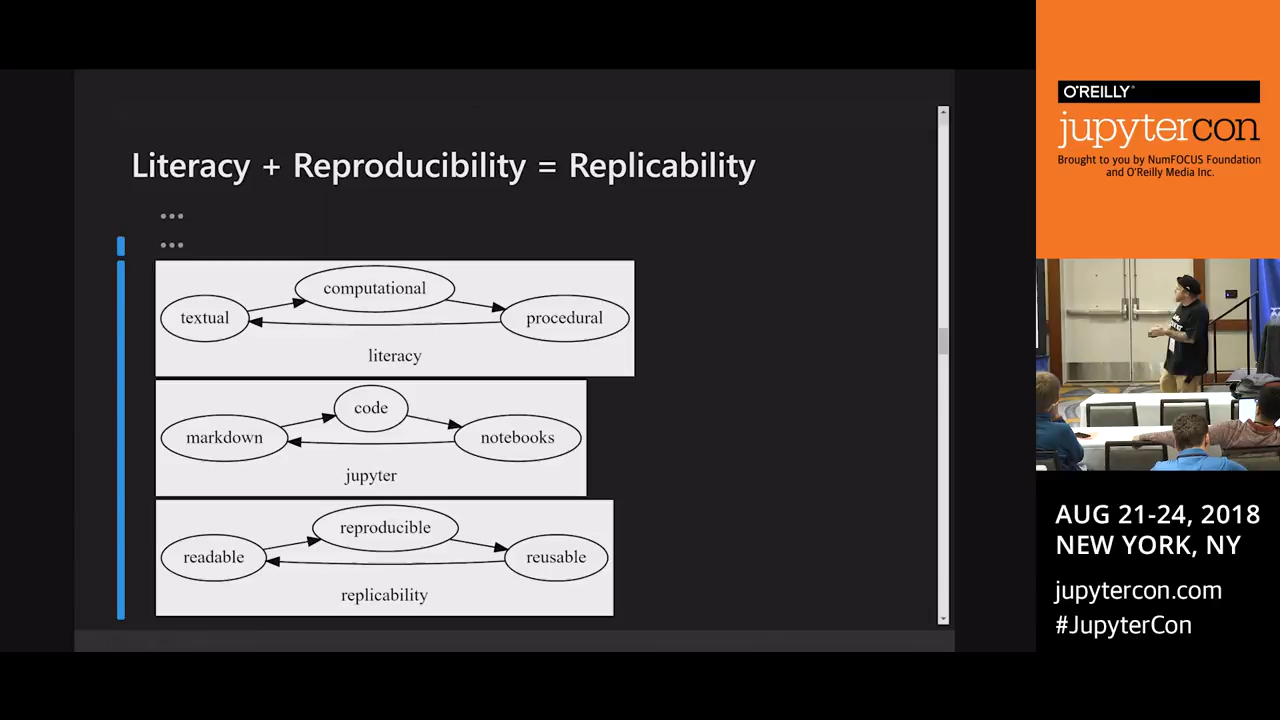 Literacy + Reproducibility = Replicability
•••
•••
computational
textual
procedural
literacy
code
markdown
notebooks
jupyter
reproducible
readable
reusable
replicability
O'REILLY®
jupytercon
Brought to you by NumFOCUS Foundation
and O'Reilly Media Inc.
AUG 21-24, 2018
NEW YORK, NY
jupytercon.com
#JupyterCon